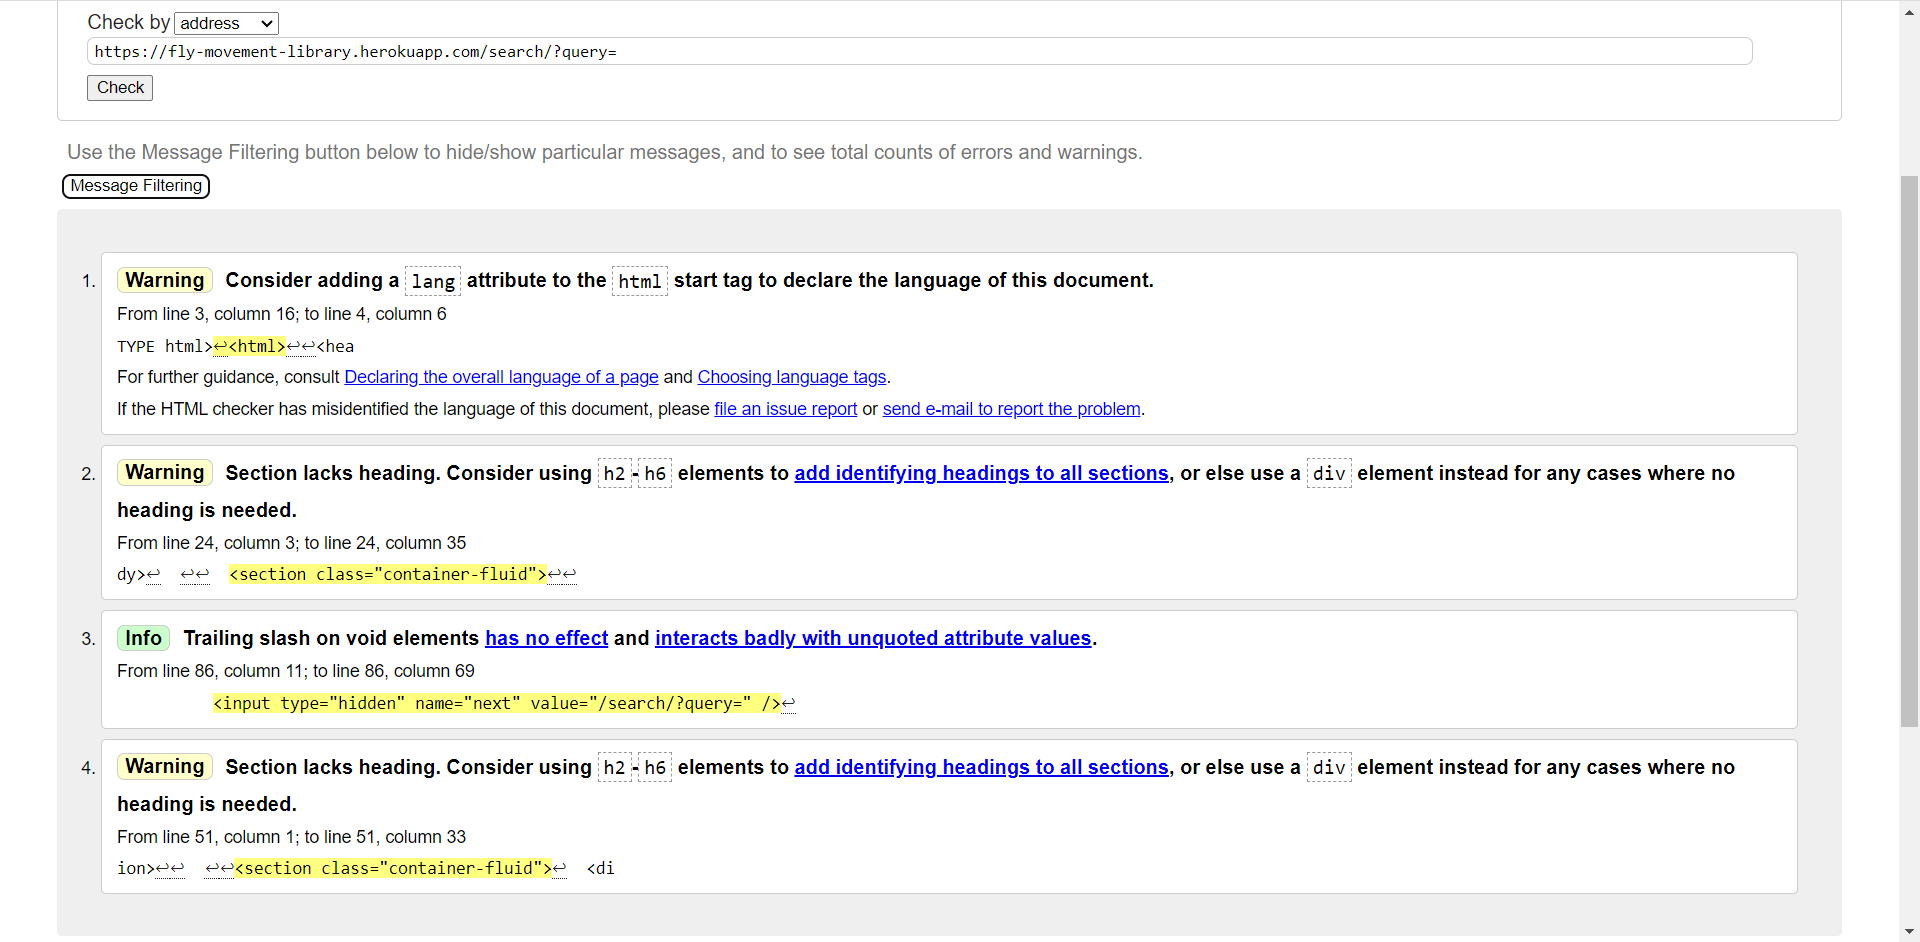 Check by address
https://fly-movement-library.herokuapp.com/search/?query=
Check
Use the Message Filtering button below to hide/show particular messages, and to see total counts of errors and warnings.
Message Filtering
1. Warning Consider adding a lang attribute to the html start tag to declare the language of this document.
From line 3, column 16; to line 4, column 6
TYPE html>↩<html>↩↩<hea
For further guidance, consult Declaring the overall language of a page and Choosing language tags.
If the HTML checker has misidentified the language of this document, please file an issue report or send e-mail to report the problem.
2. Warning Section lacks heading. Consider using h2-h6 elements to add identifying headings to all sections, or else use a div element instead for any cases where no
heading is needed.
From line 24, column 3; to line 24, column 35
dy>↩  ↩↩  <section class="container-fluid">↩↩
3. Info Trailing slash on void elements has no effect and interacts badly with unquoted attribute values.
From line 86, column 11; to line 86, column 69
<input type="hidden" name="next" value="/search/?query=" />↩
4. Warning Section lacks heading. Consider using h2-h6 elements to add identifying headings to all sections, or else use a div element instead for any cases where no
heading is needed.
From line 51, column 1; to line 51, column 33
ion>↩↩  ↩↩<section class="container-fluid">↩  <di